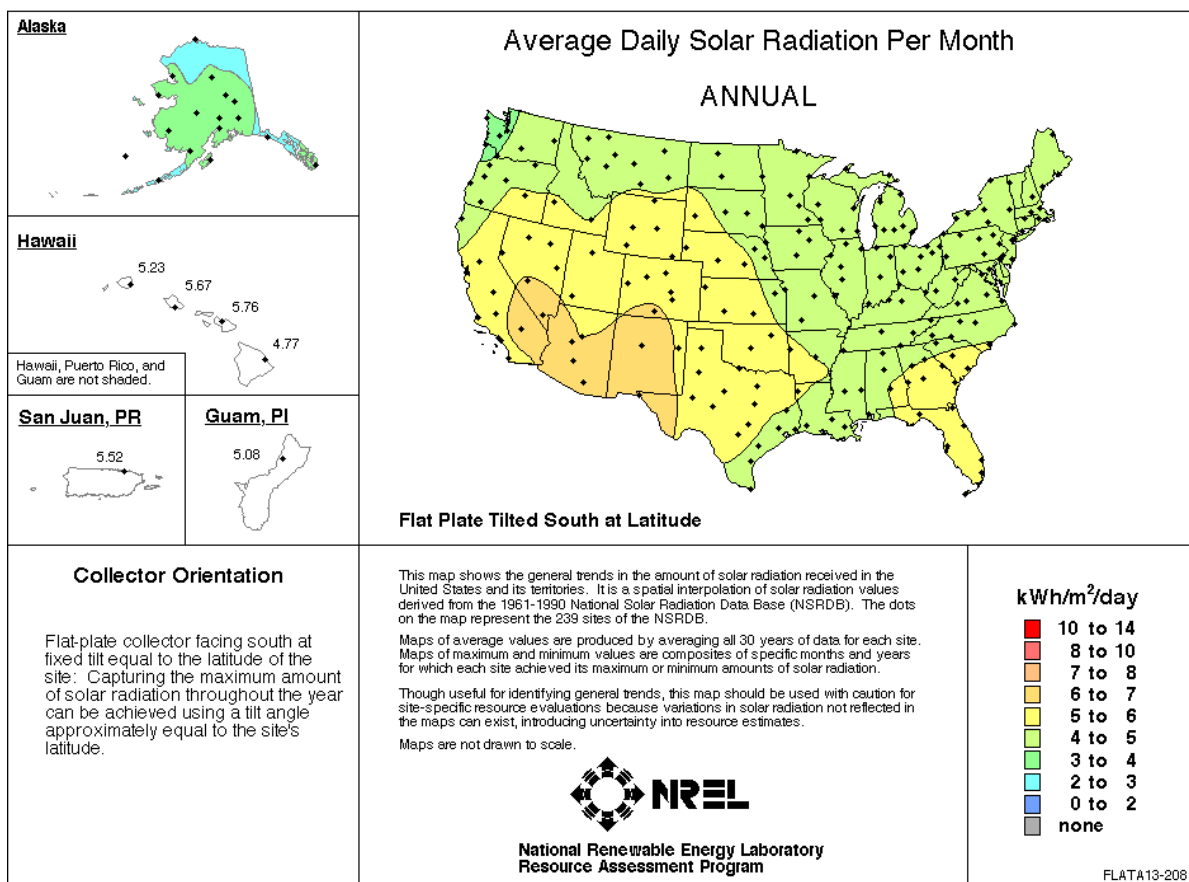 Alaska
Average Daily Solar Radiation Per Month
ANNUAL
Hawaii
5.23
5.67
5.76
4.77
Hawaii, Puerto Rico, and
Guam are not shaded.
San Juan, PR
5.52
Guam, PI
5.08
Flat Plate Tilted South at Latitude
Collector Orientation
Flat-plate collector facing south at
fixed tilt equal to the latitude of the
site: Capturing the maximum amount
of solar radiation throughout the year
can be achieved using a tilt angle
approximately equal to the site's
latitude.
This map shows the general trends in the amount of solar radiation received in the
United States and its territories. It is a spatial interpolation of solar radiation values
derived from the 1961-1990 National Solar Radiation Data Base (NSRDB). The dots
on the map represent the 239 sites of the NSRDB.
Maps of average values are produced by averaging all 30 years of data for each site.
Maps of maximum and minimum values are composites of specific months and years
for which each site achieved its maximum or minimum amounts of solar radiation.
Though useful for identifying general trends, this map should be used with caution for
site-specific resource evaluations because variations in solar radiation not reflected in
the maps can exist, introducing uncertainty into resource estimates.
Maps are not drawn to scale.
NREL
National Renewable Energy Laboratory
Resource Assessment Program
kWh/m²/day
10 to 14
8 to 10
7 to 8
6 to 7
5 to 6
4 to 5
3 to 4
2 to 3
0 to 2
none
FLATA13-208